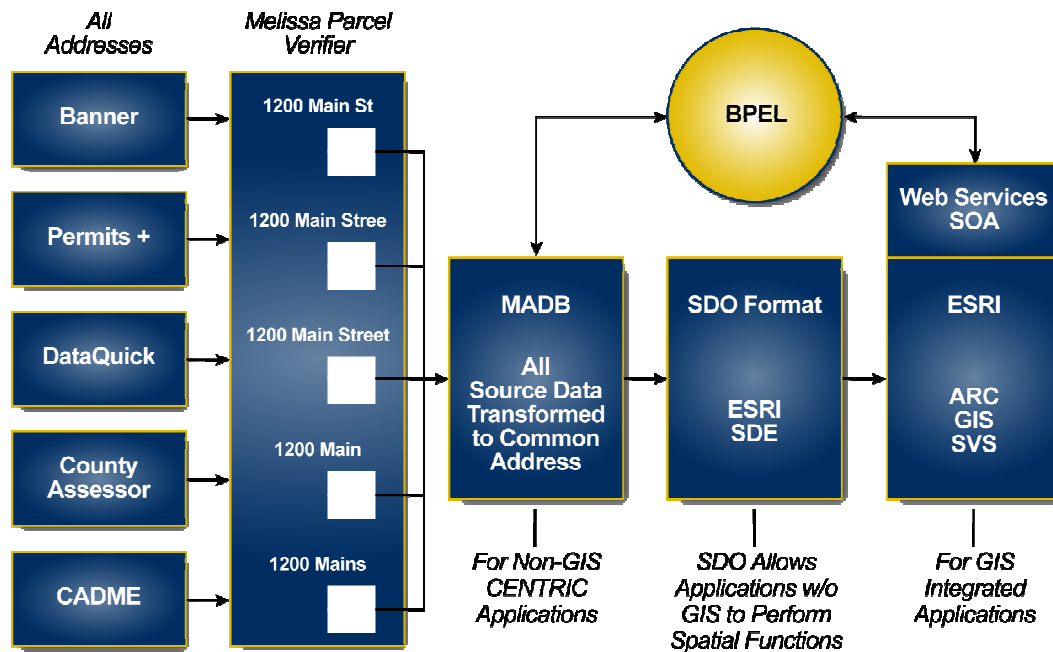 All
Addresses
Melissa Parcel
Verifier
Banner
Permits +
DataQuick
County
Assessor
CADME
1200 Main St
1200 Main Stree
1200 Main Street
1200 Main
1200 Mains
BPEL
MADB
All
Source Data
Transformed
to Common
Address
SDO Format
ESRI
SDE
Web Services
SOA
ESRI
ARC
GIS
SVS
For Non-GIS
CENTRIC
Applications
SDO Allows
Applications w/o
GIS to Perform
Spatial Functions
For GIS
Integrated
Applications